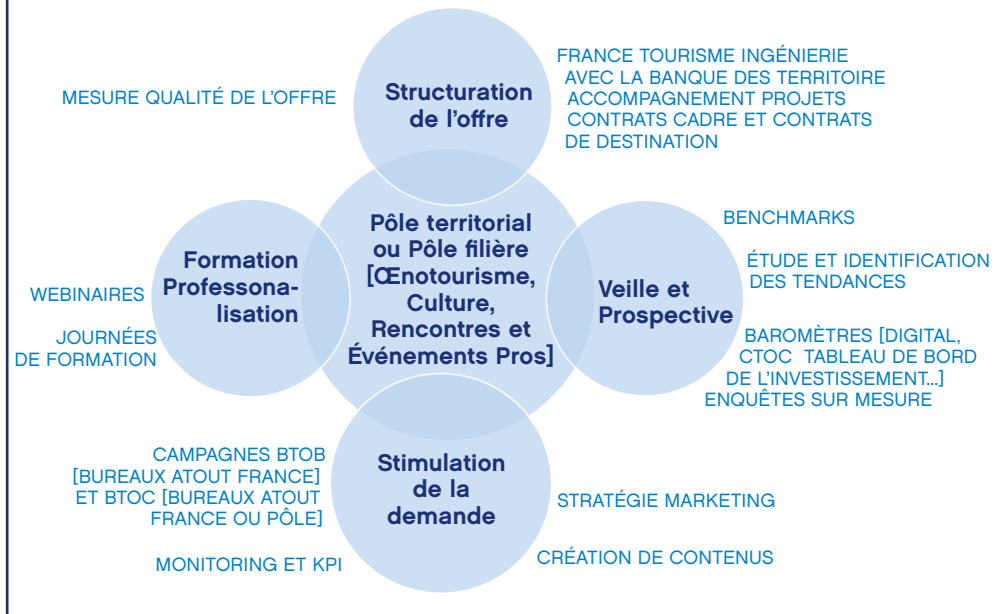 MESURE QUALITÉ DE L'OFFRE
Structuration
de l'offre
FRANCE TOURISME INGÉNIERIE
AVEC LA BANQUE DES TERRITOIRE
ACCOMPAGNEMENT PROJETS
CONTRATS CADRE ET CONTRATS
DE DESTINATION
Formation
Professona-
lisation
WEBINAIRES
JOURNÉES
DE FORMATION
Pôle territorial
ou Pôle filière
[Œnotourisme,
Culture,
Rencontres et
Événements Pros]
Veille et
Prospective
BENCHMARKS
ÉTUDE ET IDENTIFICATION
DES TENDANCES
BAROMÈTRES [DIGITAL,
CTOC TABLEAU DE BORD
DE L'INVESTISSEMENT...]
ENQUÊTES SUR MESURE
CAMPAGNES BTOB
[BUREAUX ATOUT FRANCE]
ET BTOC [BUREAUX ATOUT
FRANCE OU PÔLE]
MONITORING ET KPI
Stimulation
de la
demande
STRATÉGIE MARKETING
CRÉATION DE CONTENUS